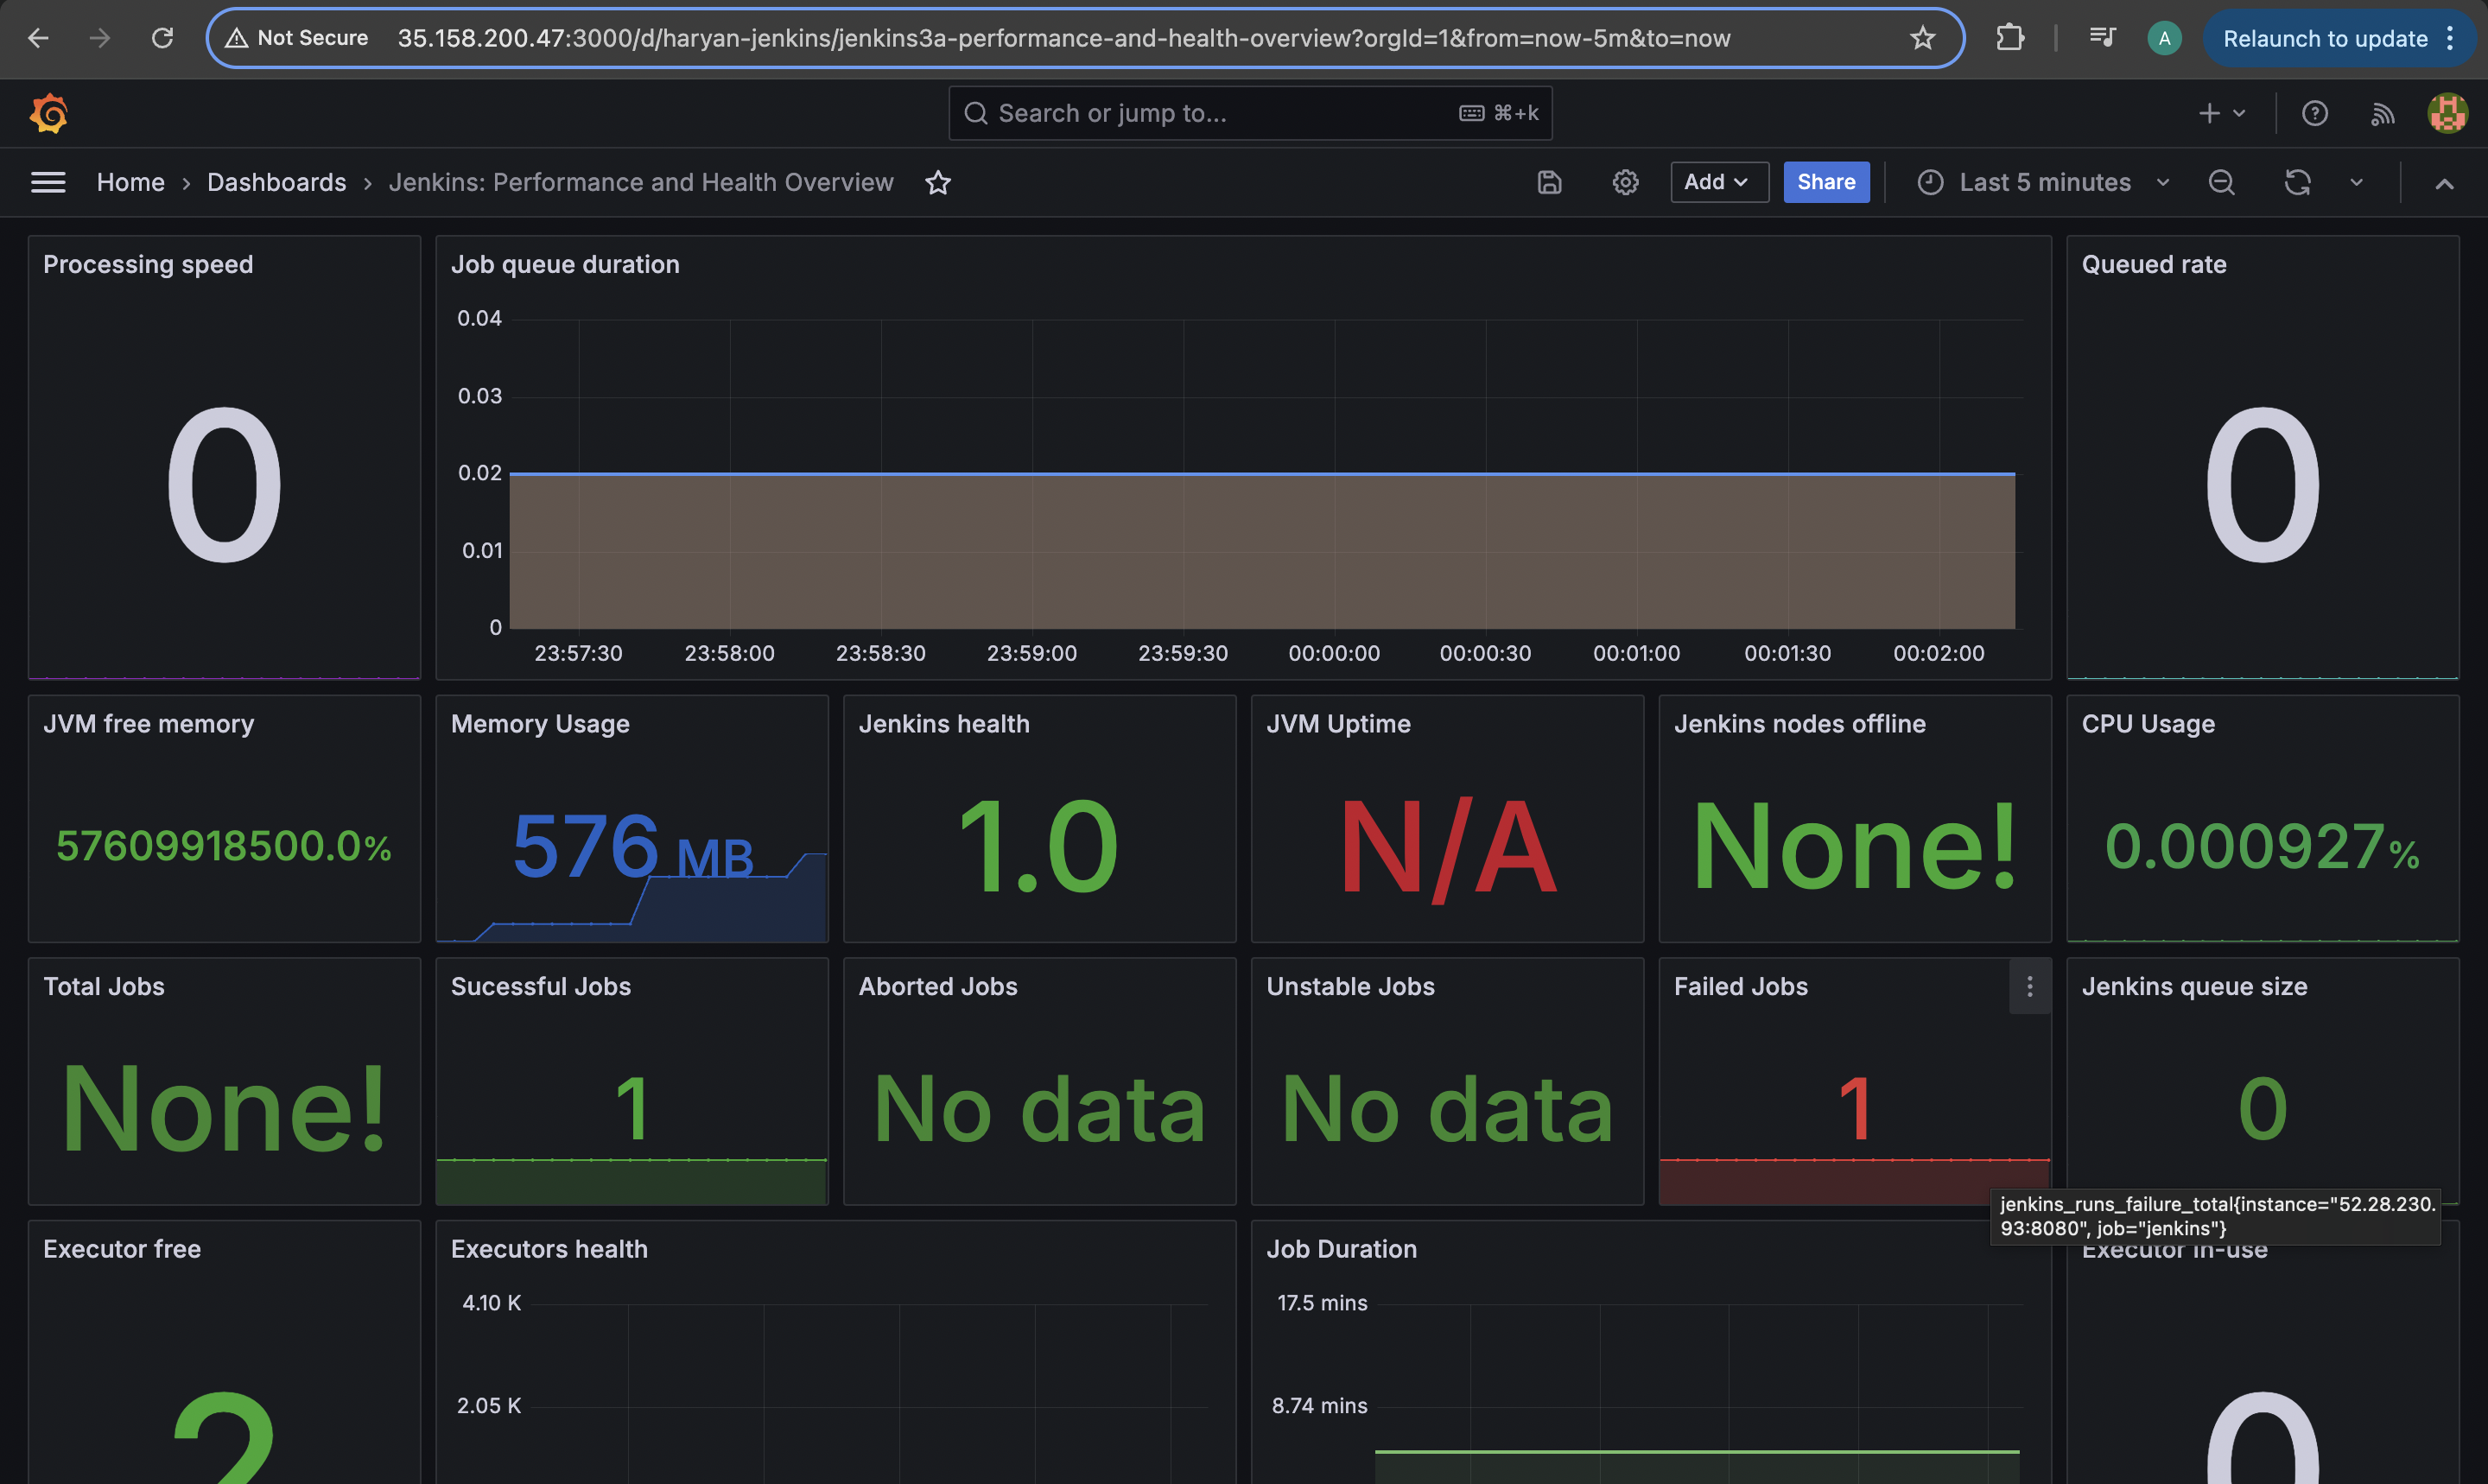 Not Secure
35.158.200.47:3000/d/haryan-jenkins/jenkins3a-performance-and-health-overview?orgId=1&from=now-5m&to=now
A
Relaunch to update
Search or jump to...
⌘+k
Home › Dashboards › Jenkins: Performance and Health Overview
Add
Share
Last 5 minutes
Processing speed
0
Job queue duration
0.04
0.03
0.02
0.01
0
23:57:30 23:58:00 23:58:30 23:59:00 23:59:30 00:00:00 00:00:30 00:01:00 00:01:30 00:02:00
Queued rate
0
JVM free memory
57609918500.0%
Memory Usage
576 MB
Jenkins health
1.0
JVM Uptime
N/A
Jenkins nodes offline
None!
CPU Usage
0.000927%
Total Jobs
None!
Sucessful Jobs
1
Aborted Jobs
No data
Unstable Jobs
No data
Failed Jobs
1
Jenkins queue size
0
jenkins_runs_failure_total{instance="52.28.230.
93:8080", job="jenkins"}
Executor free
2
Executors health
4.10 K
2.05 K
Job Duration
17.5 mins
8.74 mins
Executor in-use
0